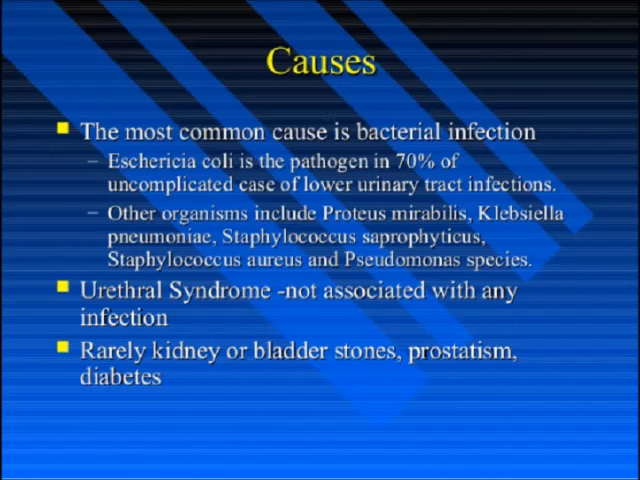 Causes
The most common cause is bacterial infection
– Eschericia coli is the pathogen in 70% of
uncomplicated case of lower urinary tract infections.
– Other organisms include Proteus mirabilis, Klebsiella
pneumoniae, Staphylococcus saprophyticus,
Staphylococcus aureus and Pseudomonas species.
Urethral Syndrome -not associated with any
infection
Rarely kidney or bladder stones, prostatism,
diabetes